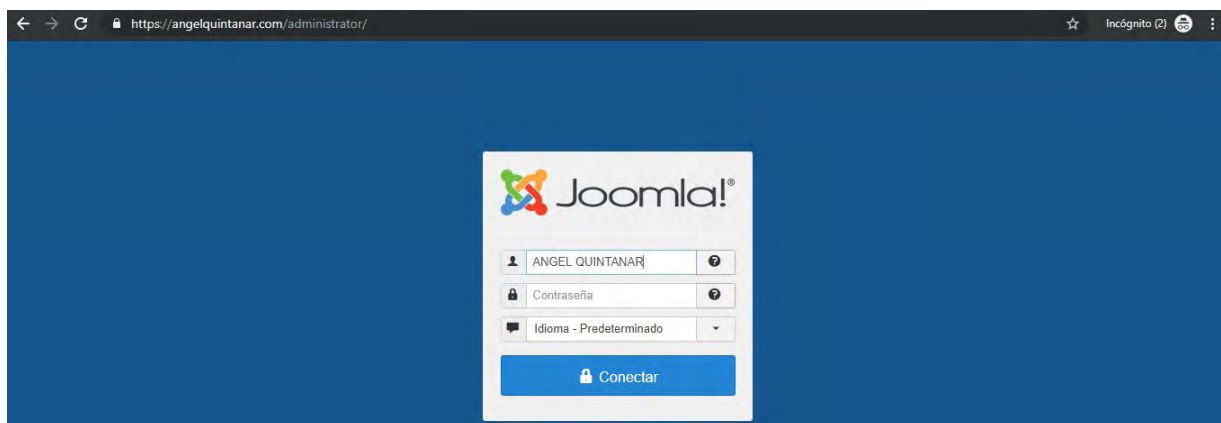 https://angelquintanar.com/administrator/
Incógnito (2)
Joomla!®
ANGEL QUINTANAR
Contraseña
Idioma - Predeterminado
Conectar